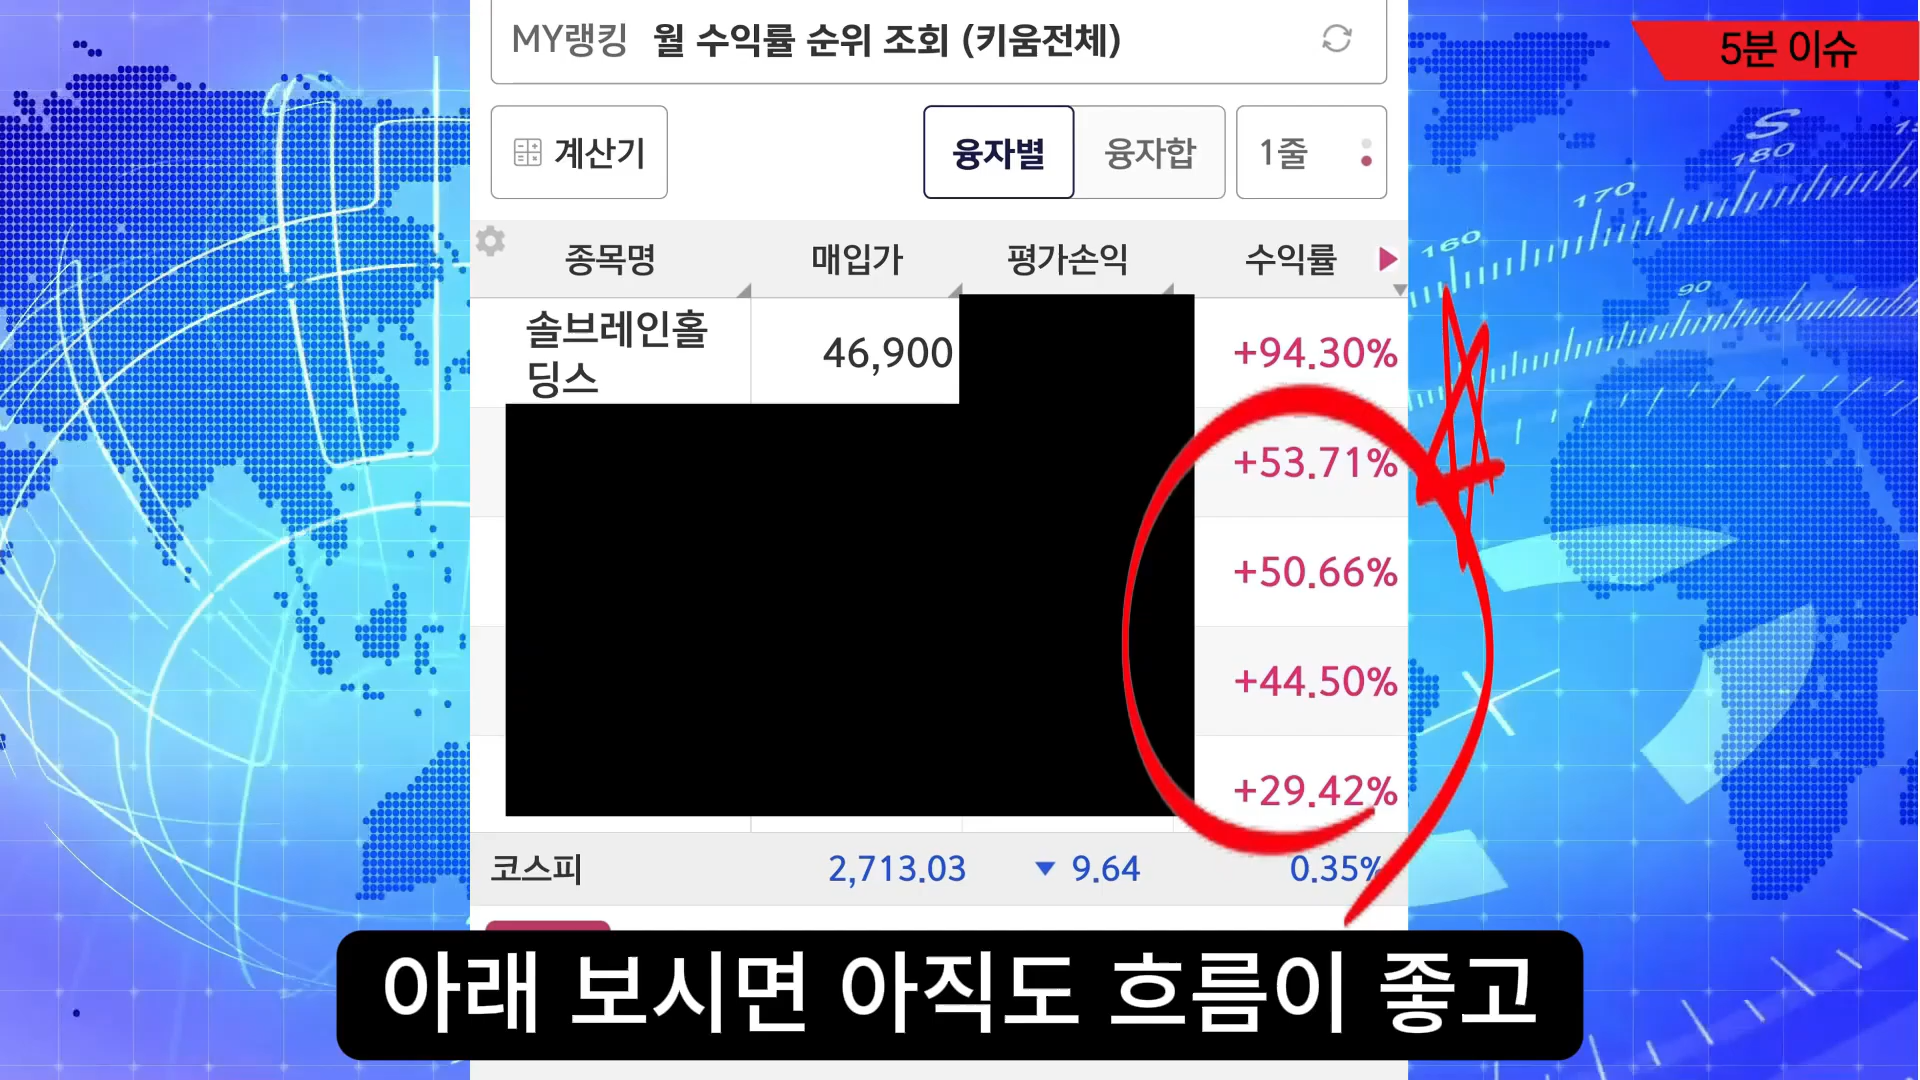 MY랭킹 월 수익률 순위 조회 (키움전체)
5분 이슈
계산기 융자별 융자합 1줄
종목명 매입가 평가손익 수익률
솔브레인홀
딩스
46,900 +94.30%
+53.71%
+50.66%
+44.50%
+29.42%
코스피 2,713.03 ▼ 9.64 0.35%
아래 보시면 아직도 흐름이 좋고
S
180
170
160
90